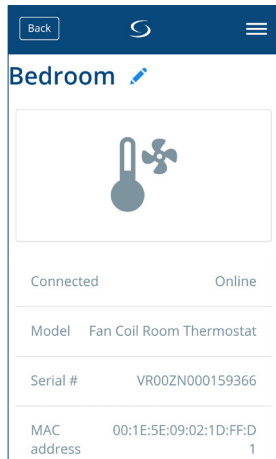 Back
Bedroom
Connected Online
Model Fan Coil Room Thermostat
Serial # VR00ZN000159366
MAC 00:1E:5E:09:02:1D:FF:D
address 1